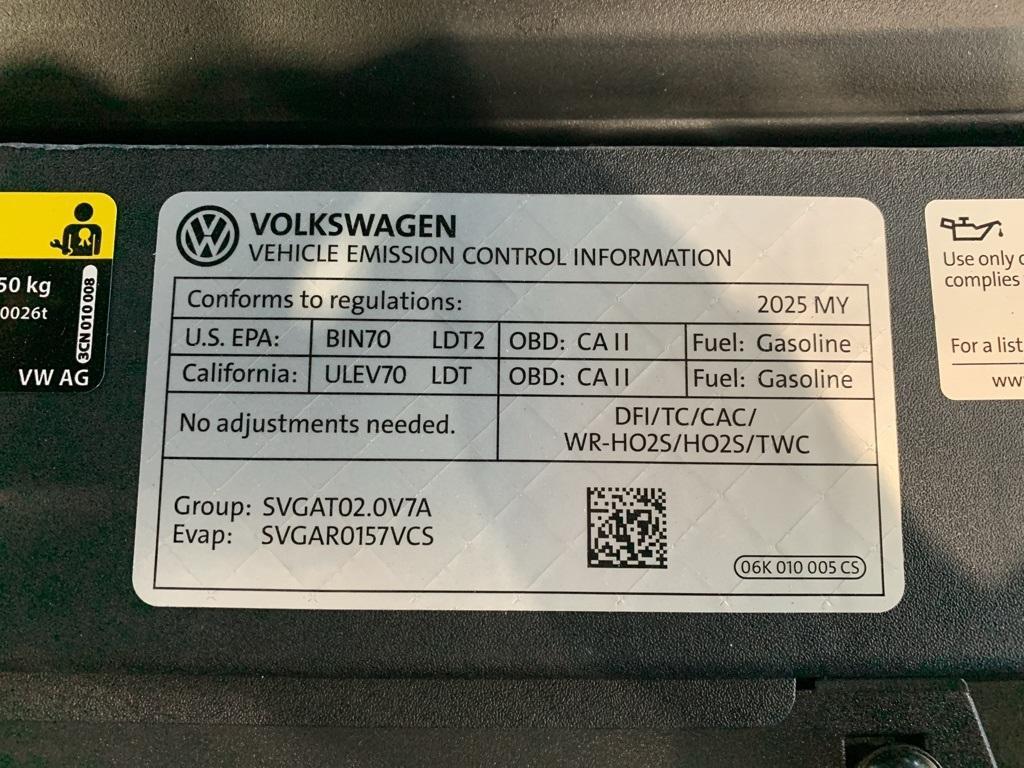 VOLKSWAGEN
VEHICLE EMISSION CONTROL INFORMATION
Conforms to regulations: 2025 MY
U.S. EPA: BIN70 LDT2 OBD: CA II Fuel: Gasoline
California: ULEV70 LDT OBD: CA II Fuel: Gasoline
No adjustments needed.
DFI/TC/CAC/
WR-HO2S/HO2S/TWC
Group: SVGAT02.0V7A
Evap: SVGAR0157VCS
06K 010 005 CS
50 kg
0026t
3CN 010 008
VW AG
Use only
complies
For a list